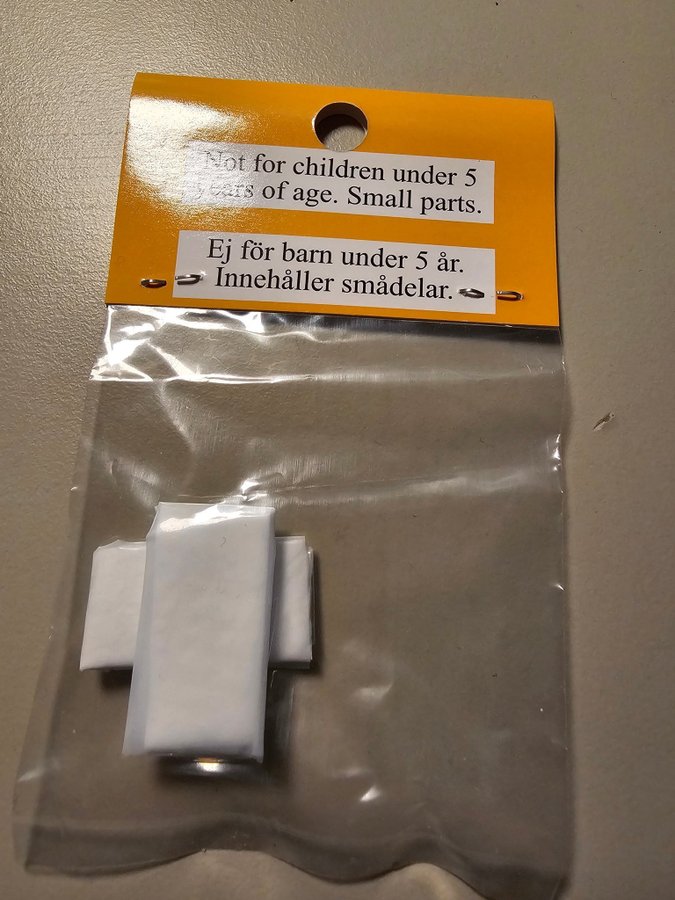 Not for children under 5
years of age. Small parts.
Ej för barn under 5 år.
Innehåller smådelar.